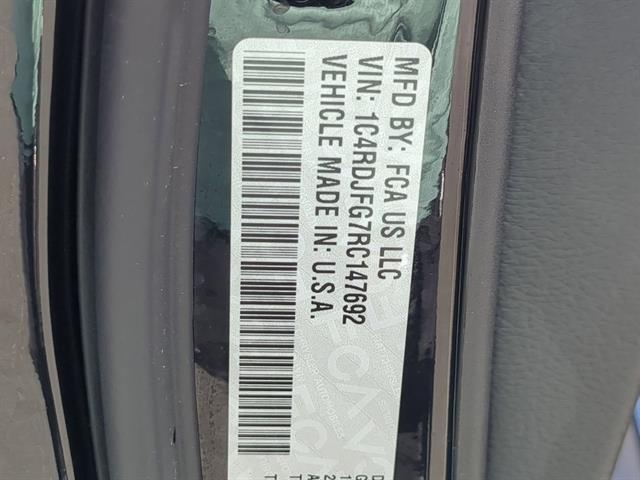 MFD BY: FCA US LLC
VIN: 1C4RDJFG7RC147692
VEHICLE MADE IN: U.S.A.